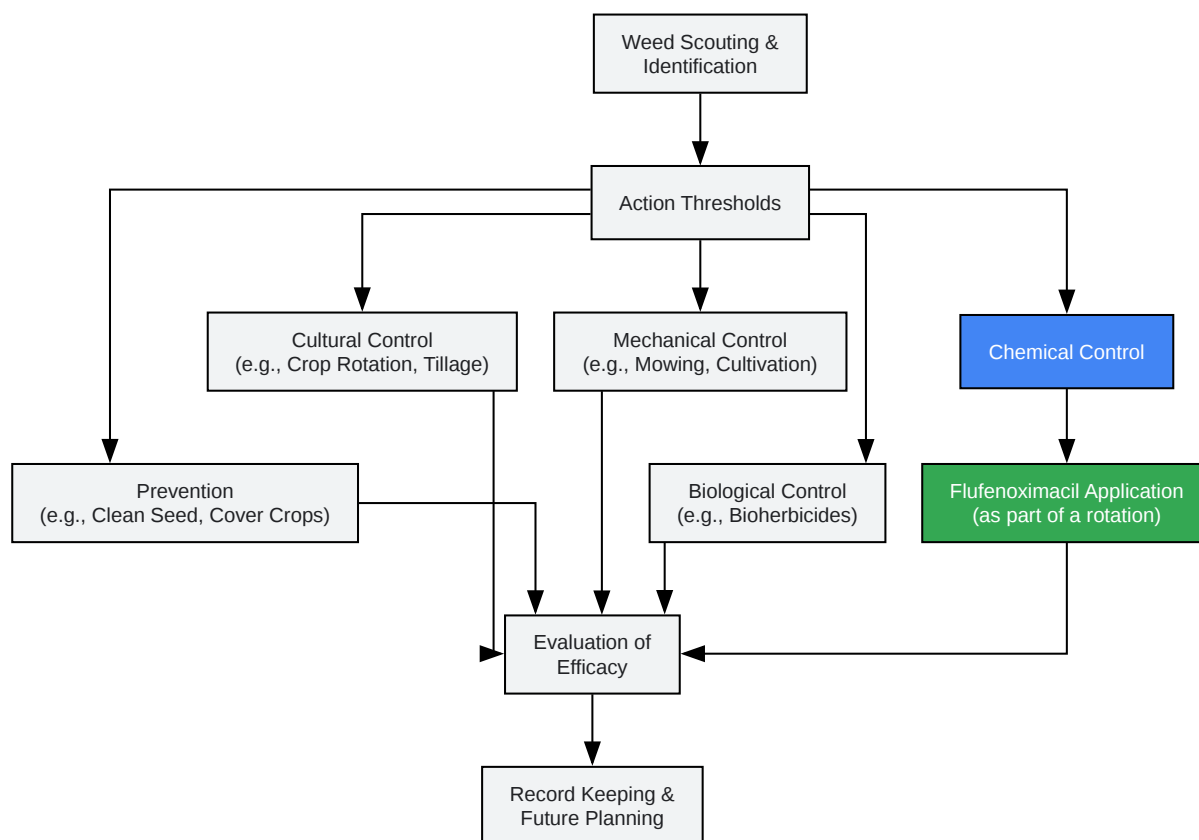 Weed Scouting &
Identification
Action Thresholds
Cultural Control
(e.g., Crop Rotation, Tillage)
Mechanical Control
(e.g., Mowing, Cultivation)
Chemical Control
Prevention
(e.g., Clean Seed, Cover Crops)
Biological Control
(e.g., Bioherbicides)
Flufenoximacil Application
(as part of a rotation)
Evaluation of
Efficacy
Record Keeping &
Future Planning